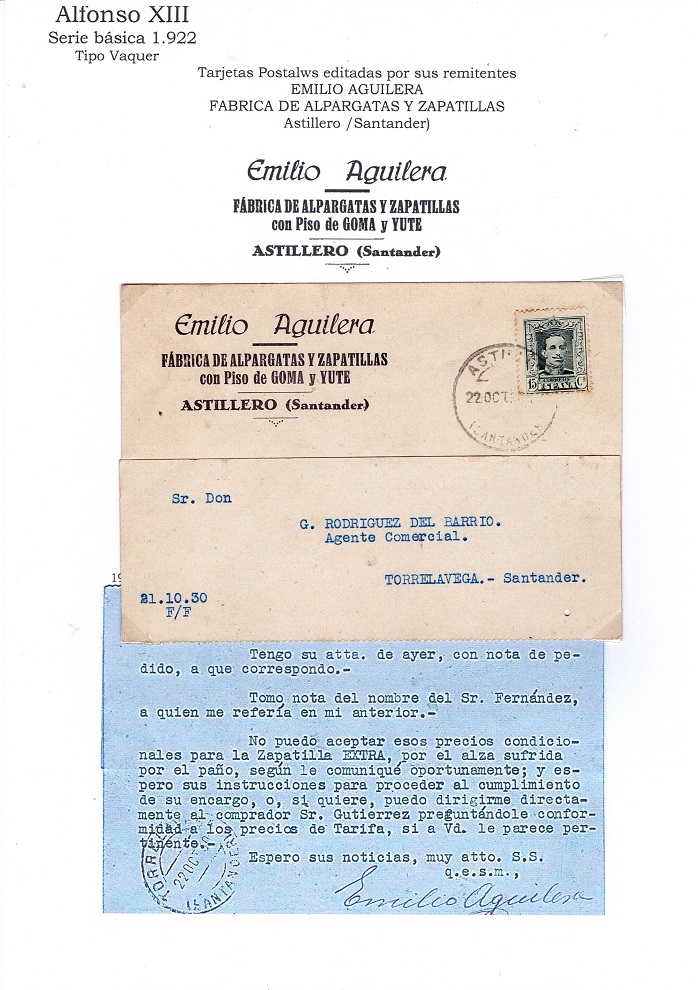 Alfonso XIII
Serie básica 1.922
Tipo Vaquer
Tarjetas Postalws editadas por sus remitentes
EMILIO AGUILERA
FABRICA DE ALPARGATAS Y ZAPATILLAS
Astillero /Santander)
Emilio Aguilera
FÁBRICA DE ALPARGATAS Y ZAPATILLAS
con Piso de GOMA y YUTE
ASTILLERO (Santander)
Emilio Aguilera
FÁBRICA DE ALPARGATAS Y ZAPATILLAS
con Piso de GOMA y YUTE
ASTILLERO (Santander)
CORREOS
15 ESPAÑA Cs
22 OCT
(SANTANDER)
Sr. Don
G. RODRIGUEZ DEL BARRIO.
Agente Comercial.
TORRELAVEGA.- Santander.
21.10.30
F/F
Tengo su atta. de ayer, con nota de pe-
dido, a que correspondo.-
Tomo nota del nombre del Sr. Fernández,
a quien me refería en mi anterior.-
No puedo aceptar esos precios condicio-
nales para la Zapatilla EXTRA, por el alza sufrida
por el paño, según le comuniqué oportunamente; y es-
pero sus instrucciones para proceder al cumplimiento
de su encargo, o, si quiere, puedo dirigirme directa-
mente al comprador Sr. Gutierrez preguntándole confor-
midad a los precios de Tarifa, si a Vd. le parece per-
tinente.-
Espero sus noticias, muy atto. S.S.
q.e.s.m.,
Emilio Aguilera
22 OCT
(SANTANDER)